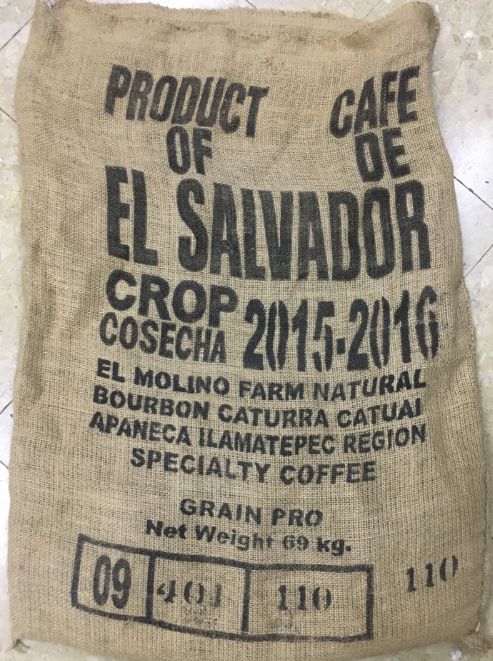 PRODUCT CAFE
OF DE
EL SALVADOR
CROP
COSECHA 2015-2016
EL MOLINO FARM NATURAL
BOURBON CATURRA CATUAI
APANECA ILAMATEPEC REGION
SPECIALTY COFFEE
GRAIN PRO
Net Weight 69 kg.
09 401 110 110